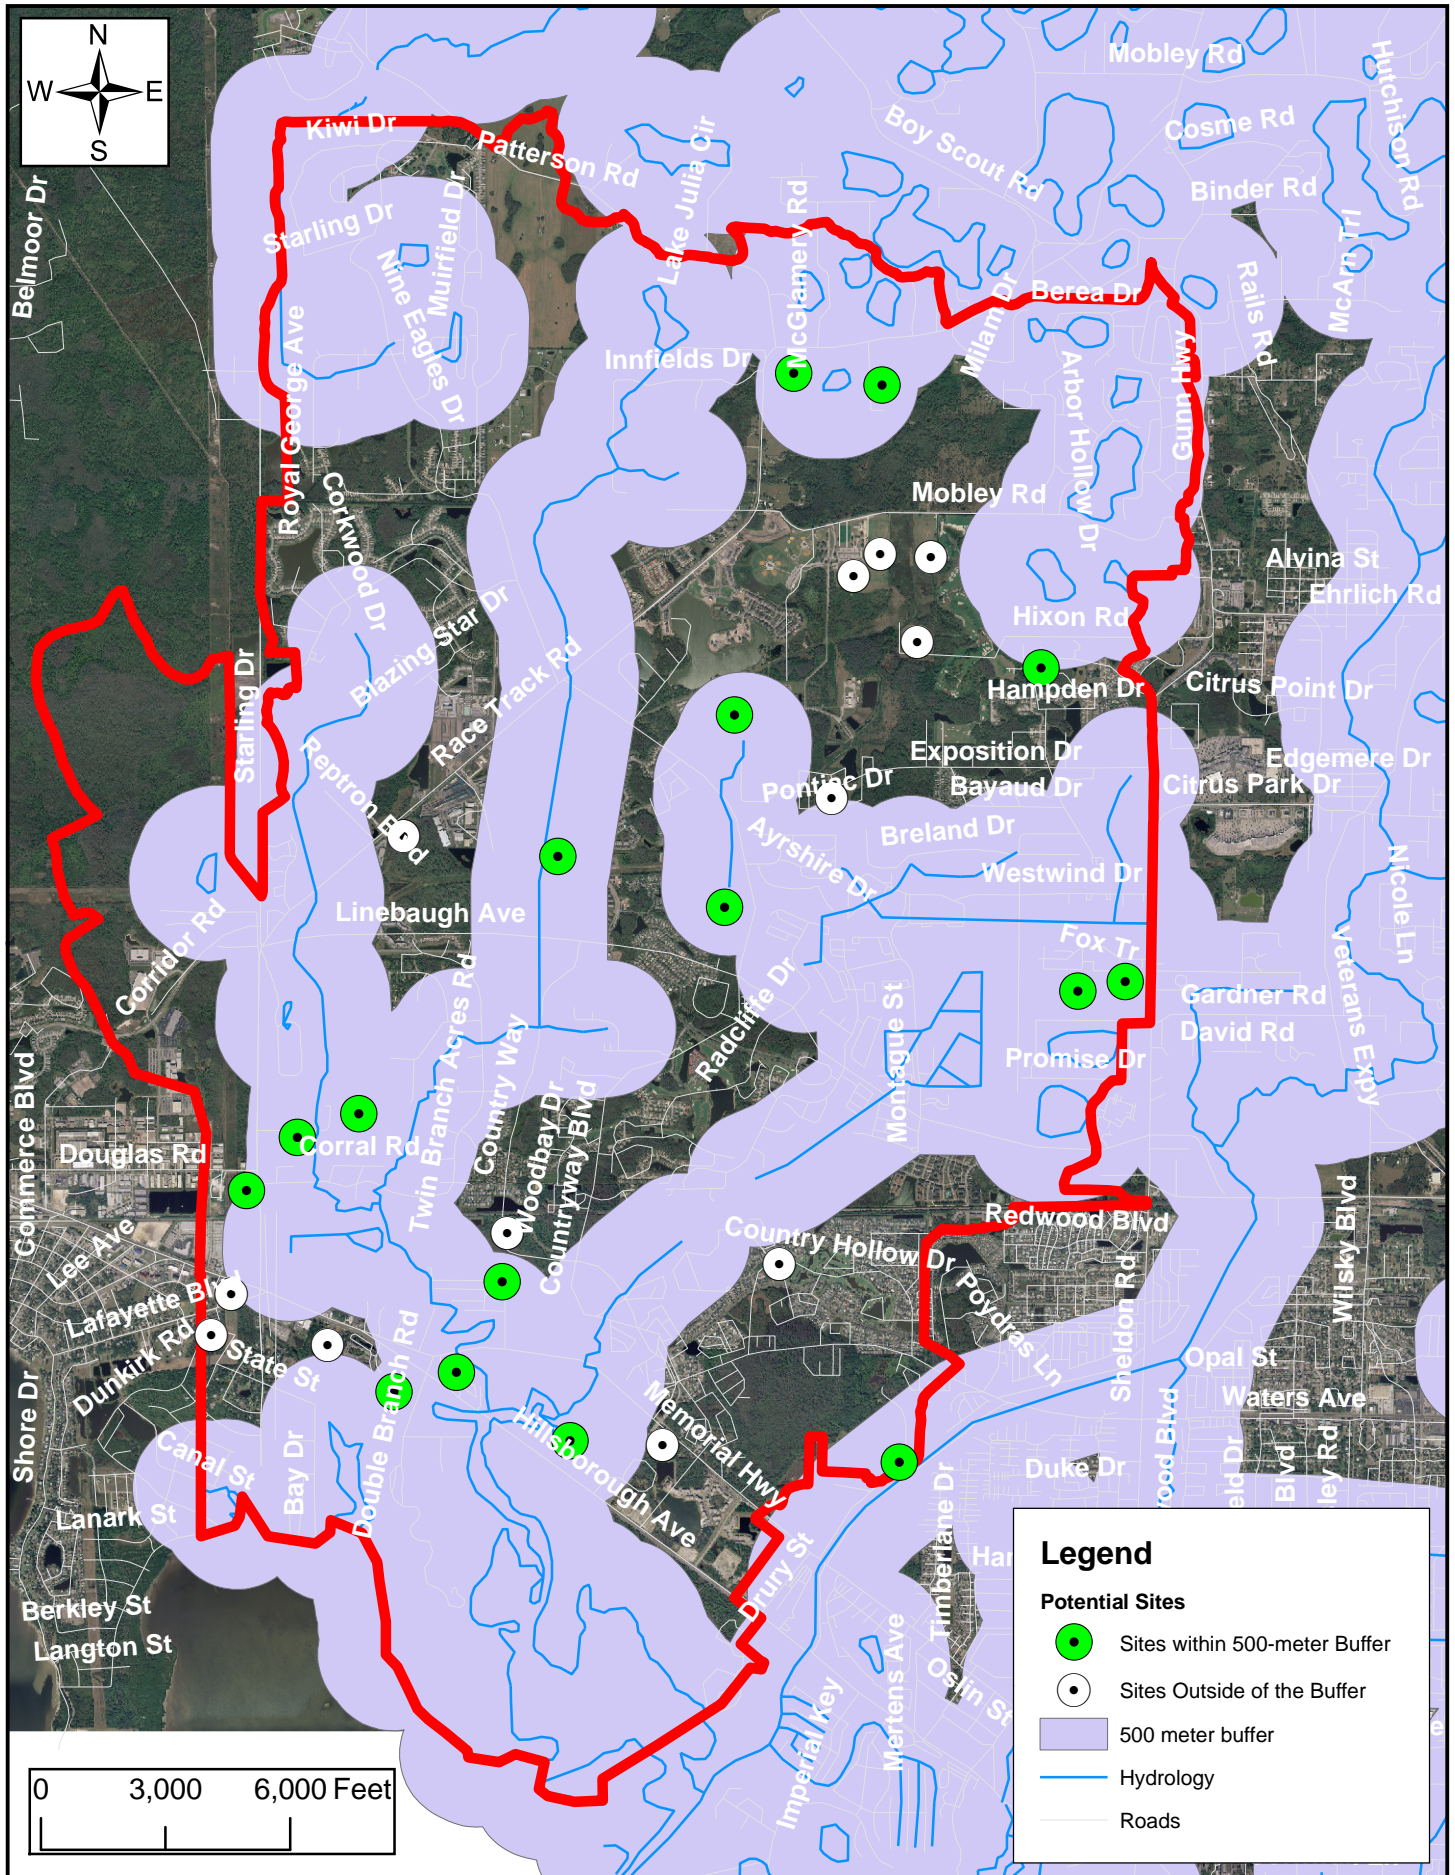 N
W E
S
Mobley Rd
Hutchison Rd
Kiwi Dr
Patterson Rd
Boy Scout Rd
Cosme Rd
Binder Rd
Belmoor Dr
Starling Dr
Muirfield Dr
Nine Eagles Dr
Lake Julia Cir
McGlamery Rd
McArn Trl
Rails Rd
Berea Dr
Milam Dr
Royal George Ave
Innfields Dr
Arbor Hollow Dr
Gunn Hwy
Corkwood Dr
Mobley Rd
Alvina St
Ehrlich Rd
Blazing Star Dr
Hixon Rd
Race Track Rd
Starling Dr
Hampden Dr
Citrus Point Dr
Reptron Blvd
Exposition Dr
Edgemere Dr
Pontiac Dr
Bayaud Dr
Citrus Park Dr
Ayrshire Dr
Breland Dr
Westwind Dr
Nicole Ln
Linebaugh Ave
Corridor Rd
Fox Tr
Veterans Expy
Radcliffe Dr
Gardner Rd
David Rd
Montague St
Promise Dr
Twin Branch Acres Rd
Country Way
Woodbay Dr
Countryway Blvd
Commerce Blvd
Douglas Rd
Corral Rd
Redwood Blvd
Country Hollow Dr
Lee Ave
Lafayette Blvd
Poydras Ln
Sheldon Rd
Wilsky Blvd
Dunkirk Rd
State St
Opal St
Waters Ave
Shore Dr
Double Branch Rd
Memorial Hwy
Hillsborough Ave
Canal St
Bay Dr
Duke Dr
wood Blvd
eld Dr
Blvd
ley Rd
Lanark St
Timberlane Dr
Har
Drury St
Berkley St
Langton St
Mertens Ave
Oslin St
Imperial Key
e
Legend
Potential Sites
Sites within 500-meter Buffer
Sites Outside of the Buffer
500 meter buffer
Hydrology
Roads
0 3,000 6,000 Feet